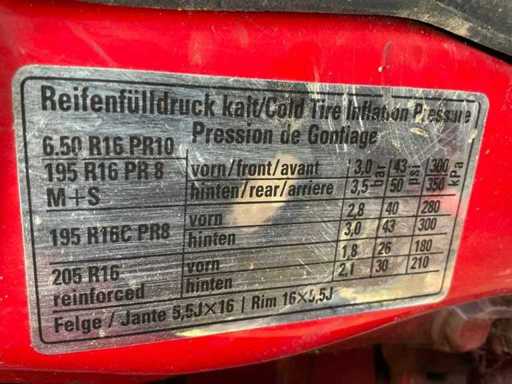 Reifenfülldruck kalt/Cold Tire Inflation Pressure
Pression de Gonflage
6.50 R16 PR10
195 R16 PR 8
M+S
vorn/front/avant 3,0 bar 43 psi 300 kPa
hinten/rear/arriere 3,5 50 350
195 R16C PR8
vorn 2,8 40 280
hinten 3,0 43 300
205 R16
reinforced
vorn 1,8 26 180
hinten 2,1 30 210
Felge / Jante 5,5J×16 / Rim 16×5,5J